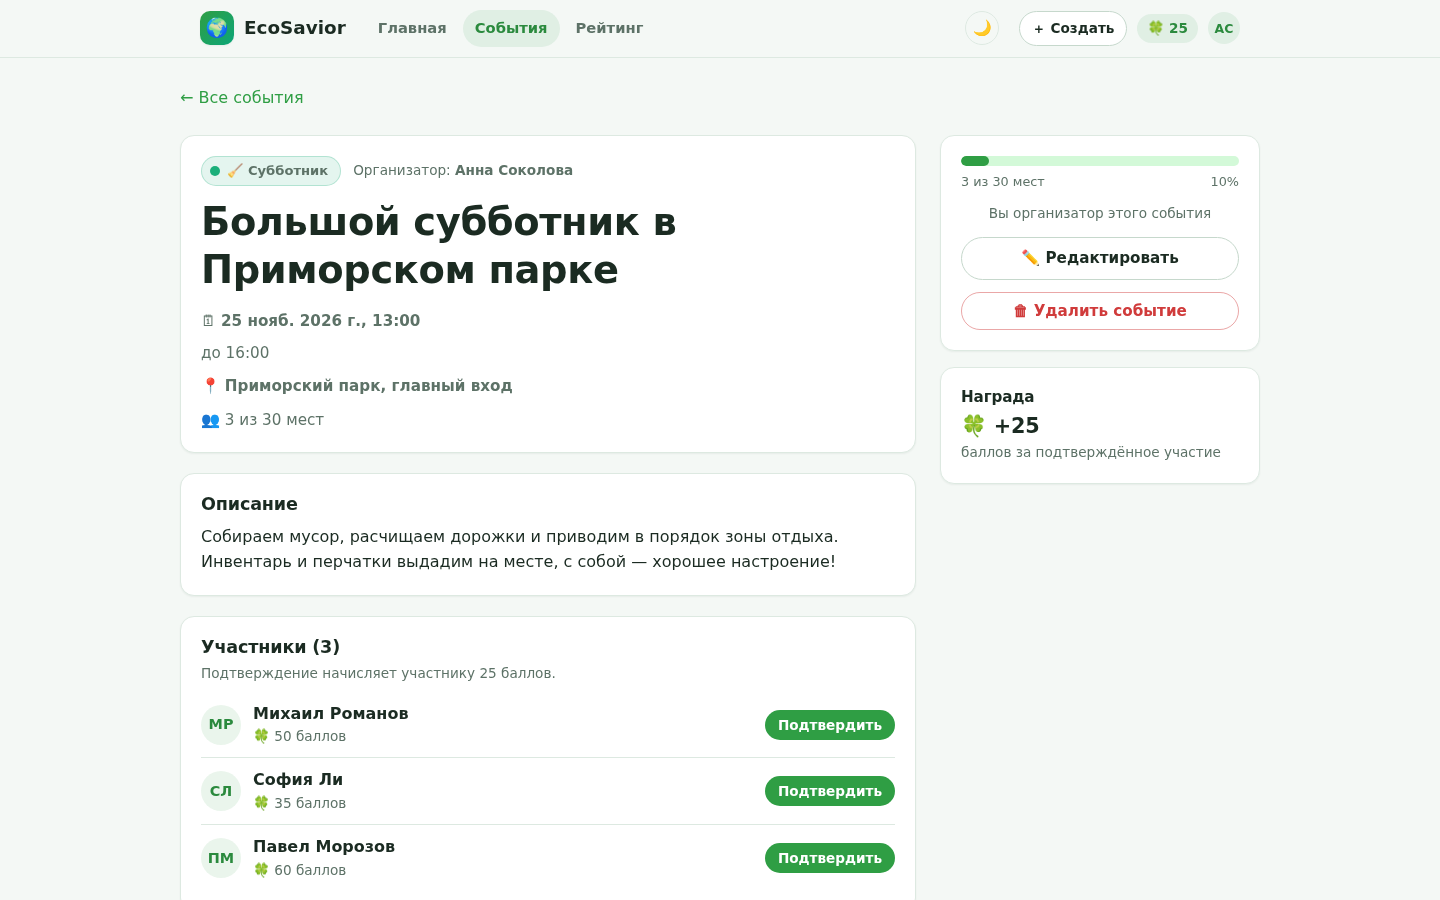 EcoSavior
Главная
События
Рейтинг
+ Создать
25
АС
← Все события
Субботник
Организатор: Анна Соколова
Большой субботник в
Приморском парке
25 нояб. 2026 г., 13:00
до 16:00
Приморский парк, главный вход
3 из 30 мест
Описание
Собираем мусор, расчищаем дорожки и приводим в порядок зоны отдыха.
Инвентарь и перчатки выдадим на месте, с собой — хорошее настроение!
Участники (3)
Подтверждение начисляет участнику 25 баллов.
МР
Михаил Романов
50 баллов
Подтвердить
СЛ
София Ли
35 баллов
Подтвердить
ПМ
Павел Морозов
60 баллов
Подтвердить
3 из 30 мест
10%
Вы организатор этого события
Редактировать
Удалить событие
Награда
+25
баллов за подтверждённое участие